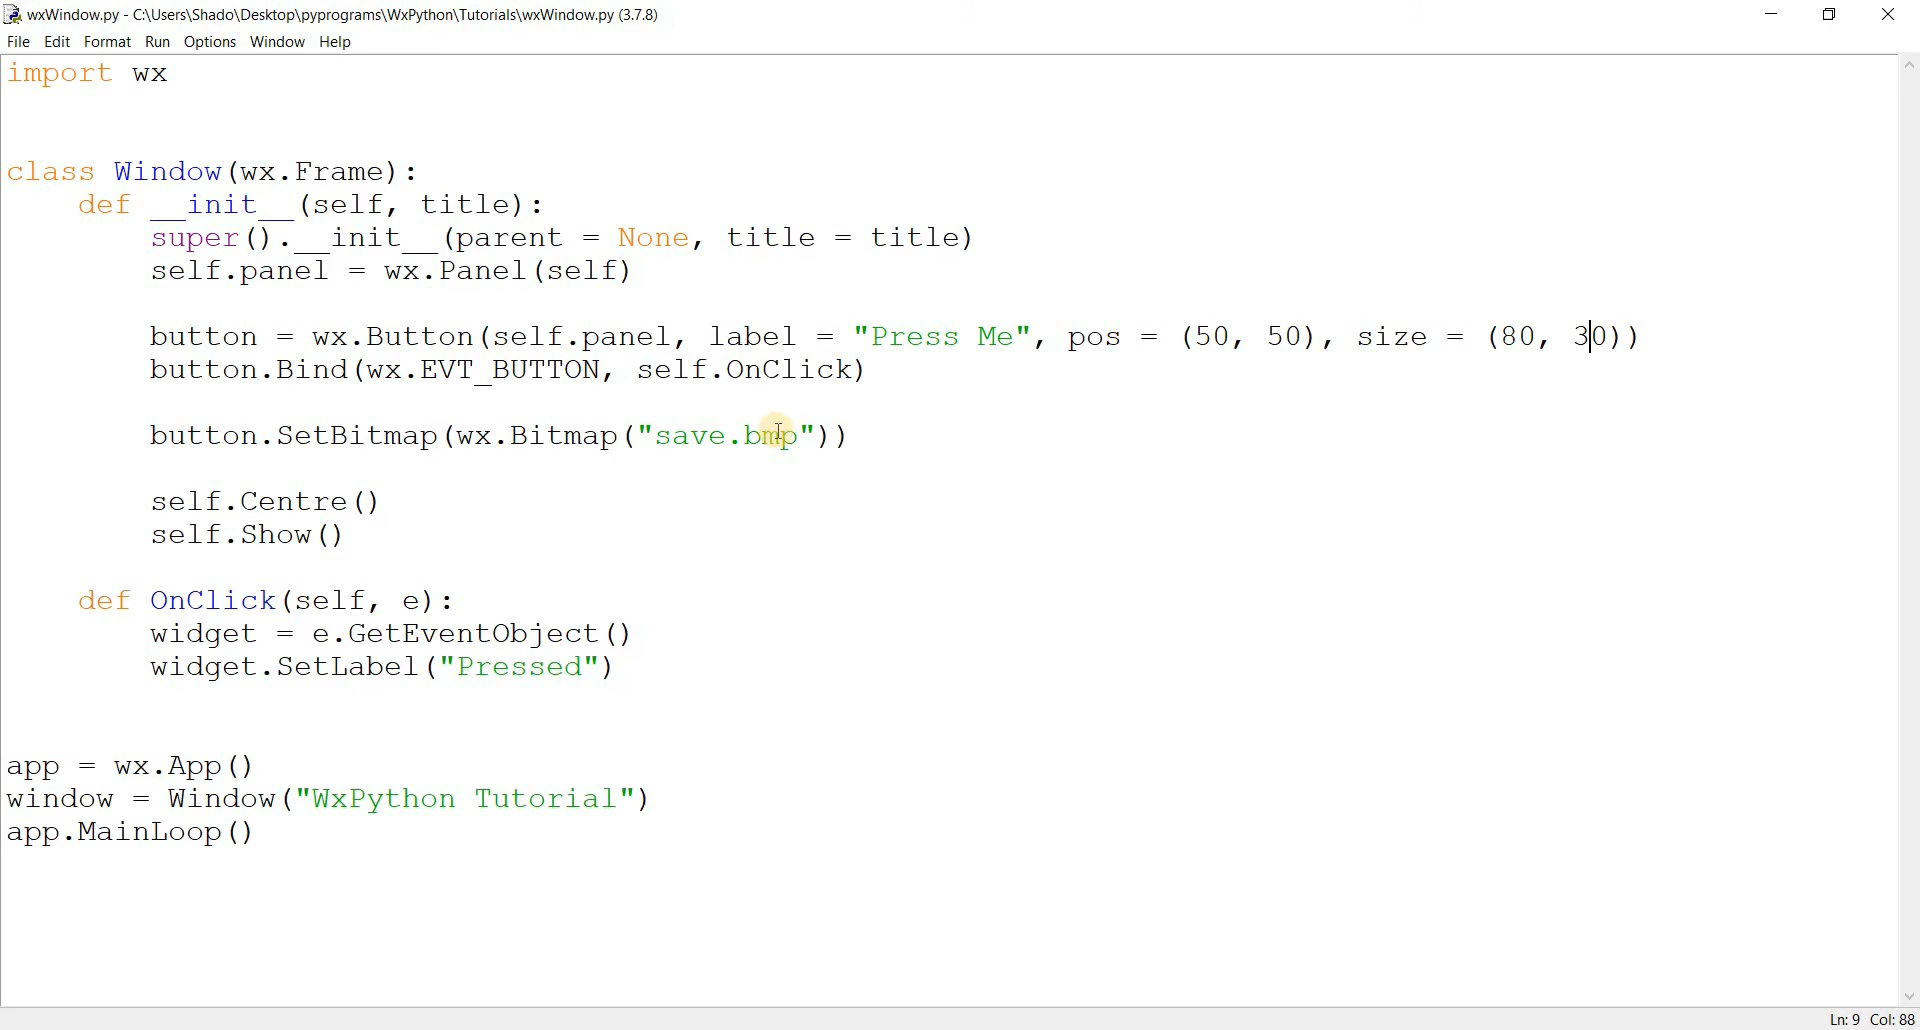 wxWindow.py - C:\Users\Shado\Desktop\pyprograms\WxPython\Tutorials\wxWindow.py (3.7.8)
File Edit Format Run Options Window Help
import wx
class Window(wx.Frame):
    def __init__(self, title):
        super().__init__(parent = None, title = title)
        self.panel = wx.Panel(self)
        button = wx.Button(self.panel, label = "Press Me", pos = (50, 50), size = (80, 30))
        button.Bind(wx.EVT_BUTTON, self.OnClick)
        button.SetBitmap(wx.Bitmap("save.bmp"))
        self.Centre()
        self.Show()
    def OnClick(self, e):
        widget = e.GetEventObject()
        widget.SetLabel("Pressed")
app = wx.App()
window = Window("WxPython Tutorial")
app.MainLoop()
Ln: 9 Col: 88